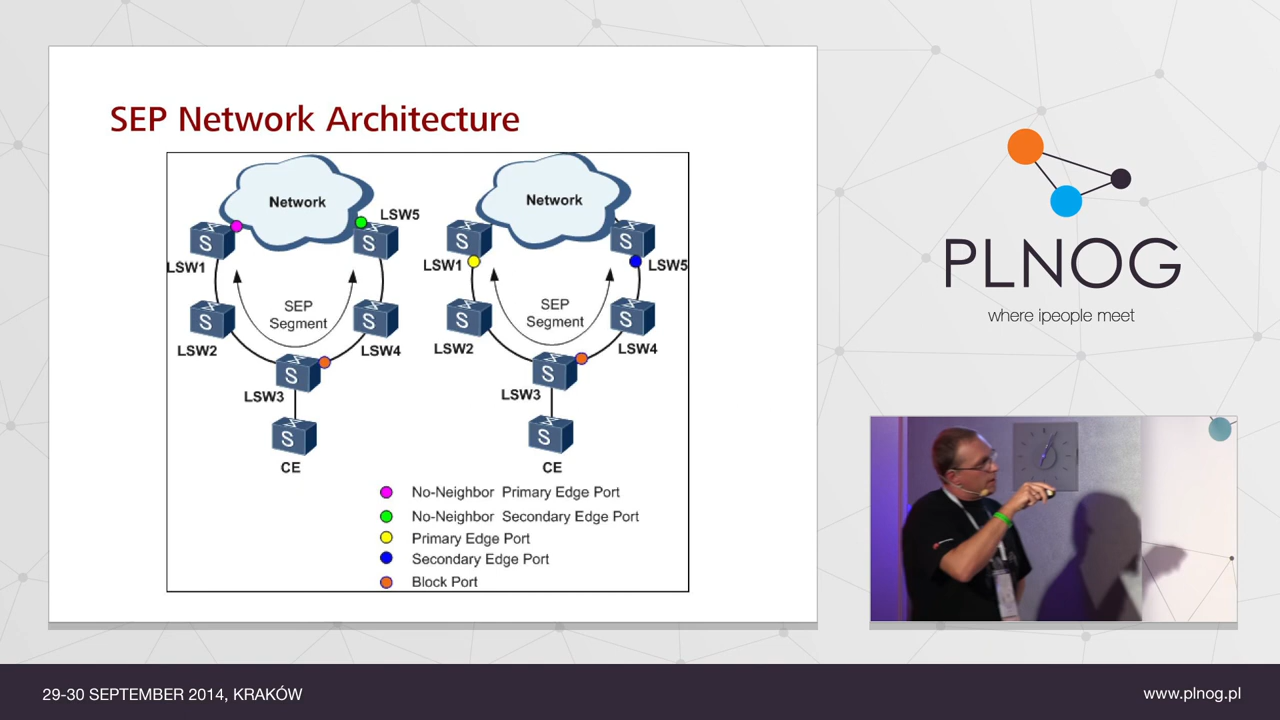 SEP Network Architecture
Network
LSW5
LSW1
SEP
Segment
LSW2
LSW4
LSW3
CE
Network
LSW1
LSW5
SEP
Segment
LSW2
LSW4
LSW3
CE
No-Neighbor Primary Edge Port
No-Neighbor Secondary Edge Port
Primary Edge Port
Secondary Edge Port
Block Port
PLNOG
where ipeople meet
29-30 SEPTEMBER 2014, KRAKÓW
www.plnog.pl
S
S
S
S
S
S
S
S
S
S
S
S